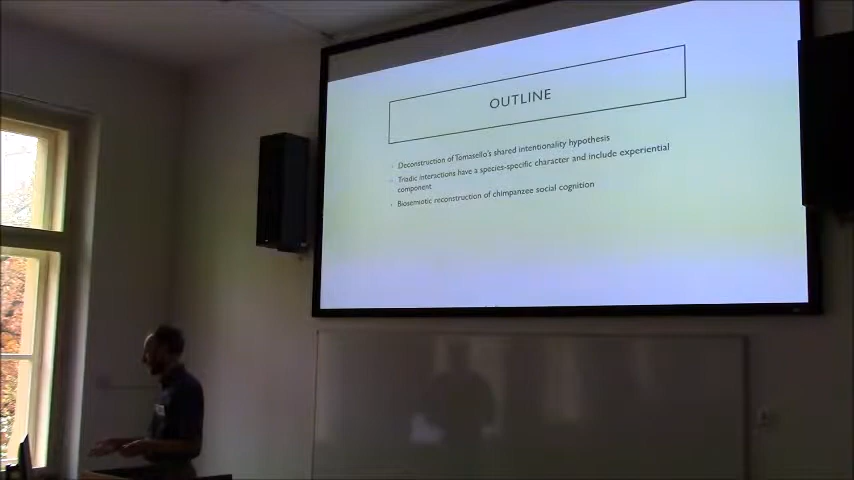 OUTLINE
Deconstruction of Tomasello's shared intentionality hypothesis
Triadic interactions have a species-specific character and include experiential
component
Biosemiotic reconstruction of chimpanzee social cognition